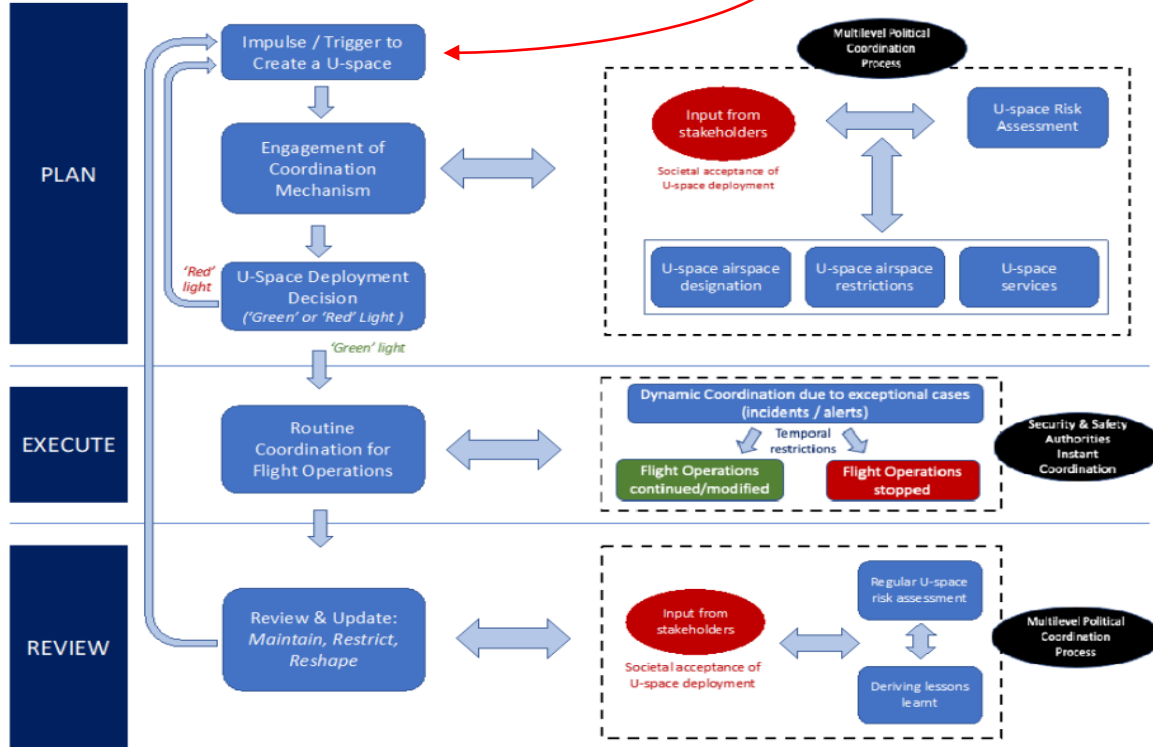 PLAN
Impulse / Trigger to
Create a U-space
Engagement of
Coordination
Mechanism
'Red'
light
U-Space Deployment
Decision
('Green' or 'Red' Light )
'Green' light
Multilevel Political
Coordination
Process
Input from
stakeholders
Societal acceptance of
U-space deployment
U-space Risk
Assessment
U-space airspace
designation
U-space airspace
restrictions
U-space
services
EXECUTE
Routine
Coordination for
Flight Operations
Dynamic Coordination due to exceptional cases
(incidents / alerts)
Temporal
restrictions
Flight Operations
continued/modified
Flight Operations
stopped
Security & Safety
Authorities
Instant
Coordination
REVIEW
Review & Update:
Maintain, Restrict,
Reshape
Input from
stakeholders
Societal acceptance of
U-space deployment
Regular U-space
risk assessment
Deriving lessons
learnt
Multilevel Political
Coordination
Process